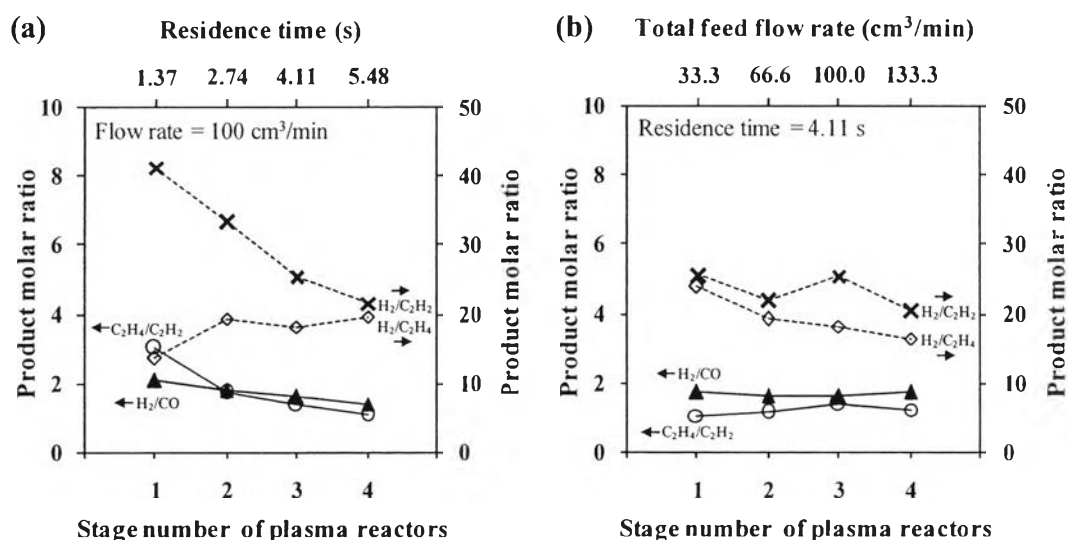 (a)
Residence time (s)
1.37 2.74 4.11 5.48
10 8 6 4 2 0
Product molar ratio
Flow rate = 100 cm³/min
50 40 30 20 10 0
Product molar ratio
H₂/C₂H₂
H₂/C₂H₄
C₂H₄/C₂H₂
H₂/CO
1 2 3 4
Stage number of plasma reactors
(b)
Total feed flow rate (cm³/min)
33.3 66.6 100.0 133.3
10 8 6 4 2 0
Product molar ratio
Residence time = 4.11 s
50 40 30 20 10 0
Product molar ratio
H₂/C₂H₂
H₂/C₂H₄
H₂/CO
C₂H₄/C₂H₂
1 2 3 4
Stage number of plasma reactors